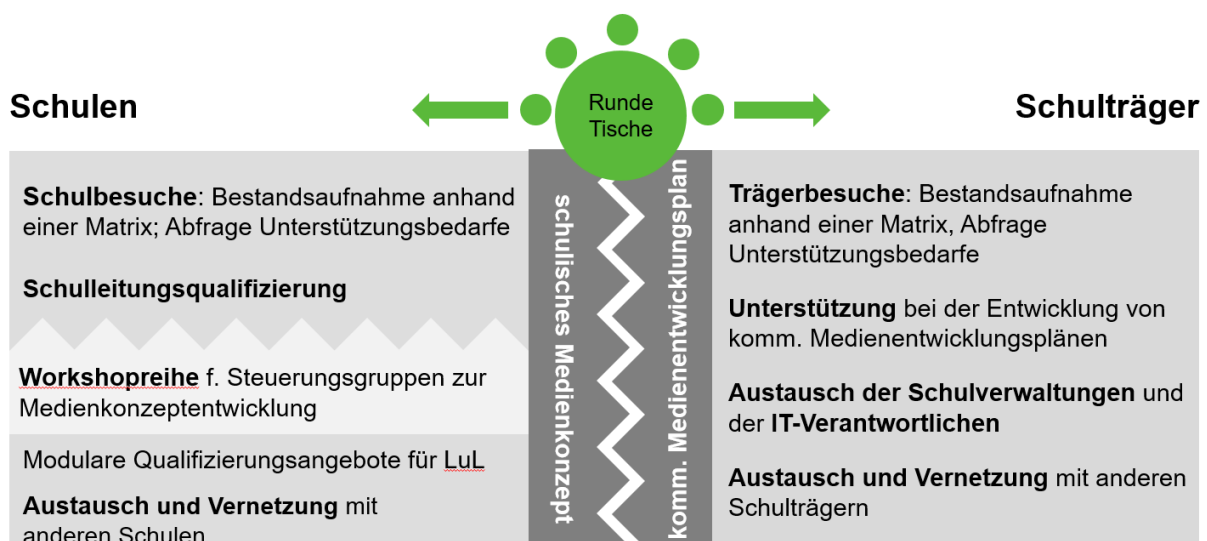 Runde
Tische
Schulen
Schulträger
Schulbesuche: Bestandsaufnahme anhand
einer Matrix; Abfrage Unterstützungsbedarfe
Schulleitungsqualifizierung
Workshopreihe f. Steuerungsgruppen zur
Medienkonzeptentwicklung
Modulare Qualifizierungsangebote für LuL
Austausch und Vernetzung mit
anderen Schulen
schulisches Medienkonzept
komm. Medienentwicklungsplan
Trägerbesuche: Bestandsaufnahme
anhand einer Matrix, Abfrage
Unterstützungsbedarfe
Unterstützung bei der Entwicklung von
komm. Medienentwicklungsplänen
Austausch der Schulverwaltungen und
der IT-Verantwortlichen
Austausch und Vernetzung mit anderen
Schulträgern